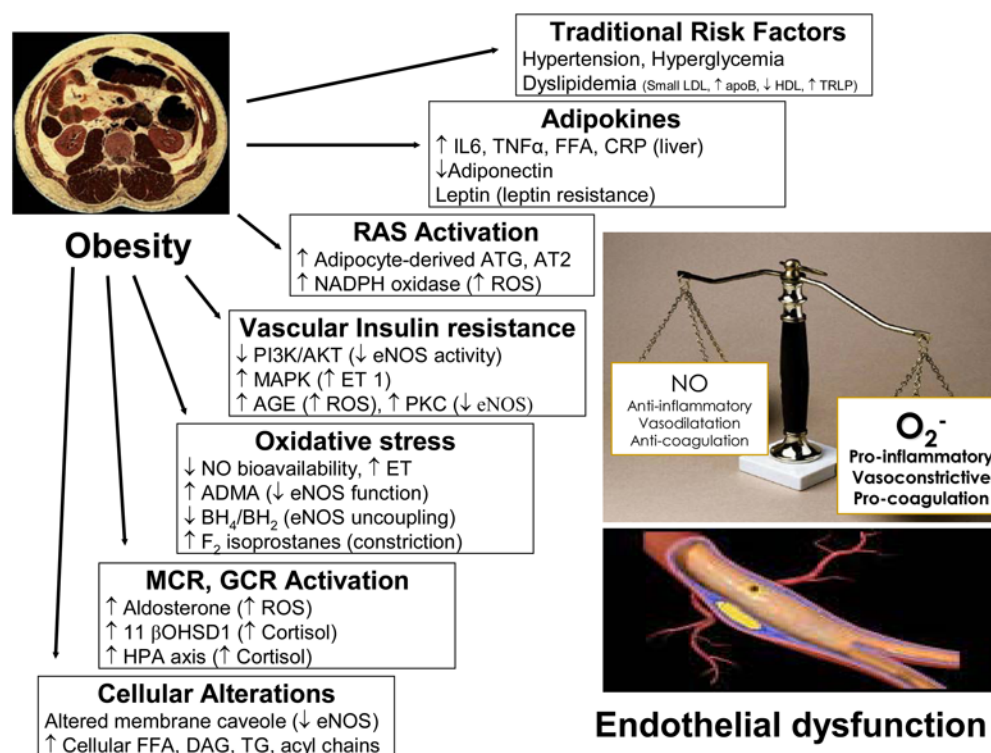 Traditional Risk Factors
Hypertension, Hyperglycemia
Dyslipidemia (Small LDL, ↑ apoB, ↓ HDL, ↑ TRLP)
Adipokines
↑ IL6, TNFα, FFA, CRP (liver)
↓Adiponectin
Leptin (leptin resistance)
Obesity
RAS Activation
↑ Adipocyte-derived ATG, AT2
↑ NADPH oxidase (↑ ROS)
Vascular Insulin resistance
↓ PI3K/AKT (↓ eNOS activity)
↑ MAPK (↑ ET 1)
↑ AGE (↑ ROS), ↑ PKC (↓ eNOS)
Oxidative stress
↓ NO bioavailability, ↑ ET
↑ ADMA (↓ eNOS function)
↓ BH₄/BH₂ (eNOS uncoupling)
↑ F₂ isoprostanes (constriction)
MCR, GCR Activation
↑ Aldosterone (↑ ROS)
↑ 11 βOHSD1 (↑ Cortisol)
↑ HPA axis (↑ Cortisol)
Cellular Alterations
Altered membrane caveole (↓ eNOS)
↑ Cellular FFA, DAG, TG, acyl chains
NO
Anti-inflammatory
Vasodilatation
Anti-coagulation
O₂⁻
Pro-inflammatory
Vasoconstrictive
Pro-coagulation
Endothelial dysfunction